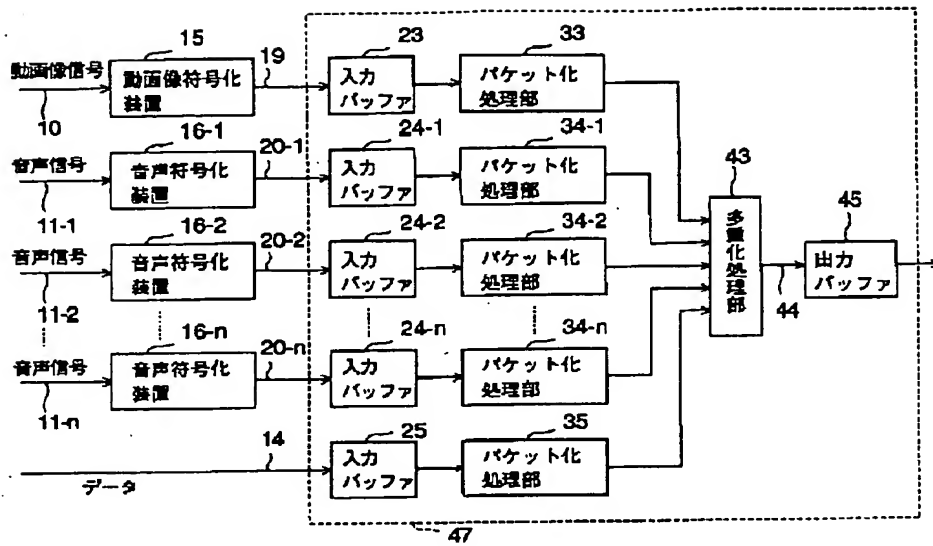 動画像信号
10
15
動画像符号化
装置
19
23
入力
バッファ
33
パケット化
処理部
音声信号
11-1
16-1
音声符号化
装置
20-1
24-1
入力
バッファ
34-1
パケット化
処理部
音声信号
11-2
16-2
音声符号化
装置
20-2
24-2
入力
バッファ
34-2
パケット化
処理部
音声信号
11-n
16-n
音声符号化
装置
20-n
24-n
入力
バッファ
34-n
パケット化
処理部
データ
14
25
入力
バッファ
35
パケット化
処理部
43
多重化処理部
44
45
出力
バッファ
47